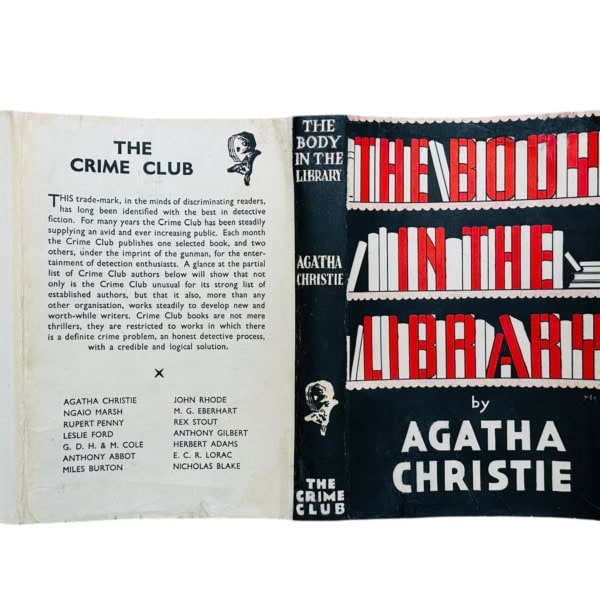 THE
CRIME CLUB
THIS trade-mark, in the minds of discriminating readers,
has long been identified with the best in detective
fiction. For many years the Crime Club has been steadily
supplying an avid and ever increasing public. Each month
the Crime Club publishes one selected book, and two
others, under the imprint of the gunman, for the enter-
tainment of detection enthusiasts. A glance at the partial
list of Crime Club authors below will show that not
only is the Crime Club unusual for its strong list of
established authors, but that it also, more than any
other organisation, works steadily to develop new and
worth-while writers. Crime Club books are not mere
thrillers, they are restricted to works in which there
is a definite crime problem, an honest detective process,
with a credible and logical solution.
AGATHA CHRISTIE
NGAIO MARSH
RUPERT PENNY
LESLIE FORD
G. D. H. & M. COLE
ANTHONY ABBOT
MILES BURTON
JOHN RHODE
M. G. EBERHART
REX STOUT
ANTHONY GILBERT
HERBERT ADAMS
E. C. R. LORAC
NICHOLAS BLAKE
THE
BODY
IN THE
LIBRARY
AGATHA
CHRISTIE
THE
CRIME
CLUB
THE BODY
IN THE
LIBRARY
by
AGATHA
CHRISTIE